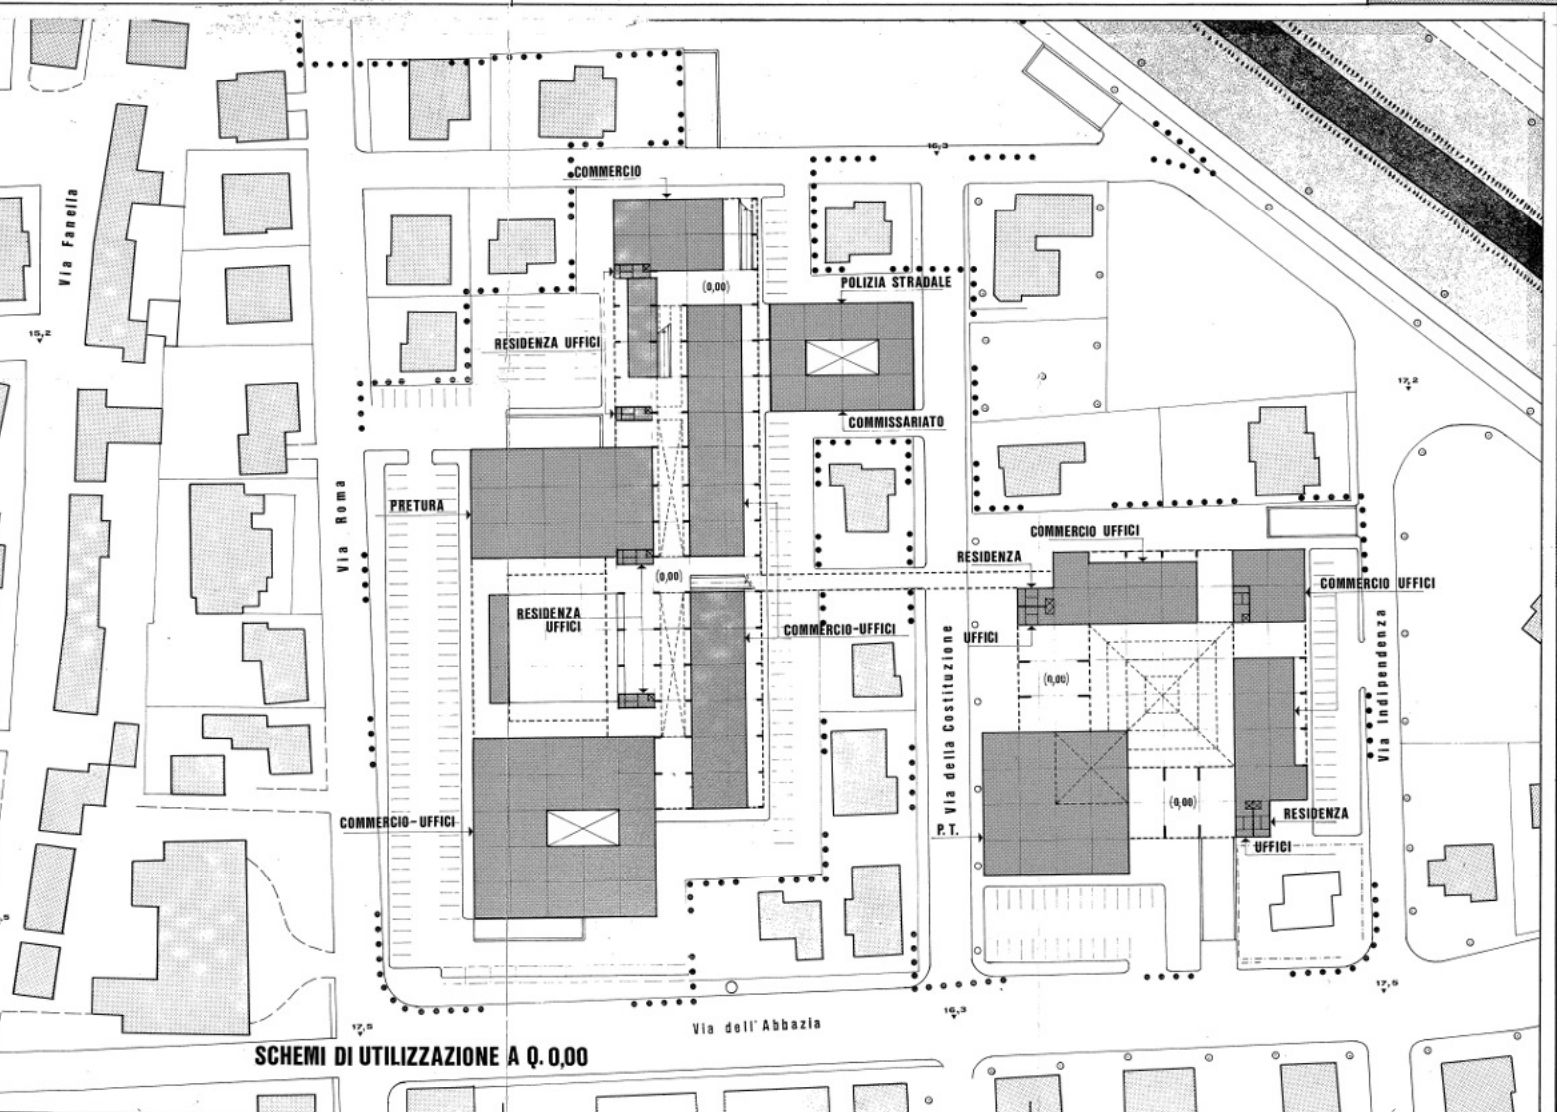 16,3
COMMERCIO
Via Fanella
(0,00)
POLIZIA STRADALE
15,2
RESIDENZA UFFICI
17,2
COMMISSARIATO
PRETURA
Via Roma
COMMERCIO UFFICI
RESIDENZA
(0,00)
COMMERCIO UFFICI
RESIDENZA
UFFICI
COMMERCIO-UFFICI
UFFICI
Via della Costituzione
(0,00)
Via Indipendenza
(0,00)
COMMERCIO-UFFICI
P.T.
RESIDENZA
UFFICI
17,5
16,3
Via dell'Abbazia
17,5
SCHEMI DI UTILIZZAZIONE A Q. 0,00